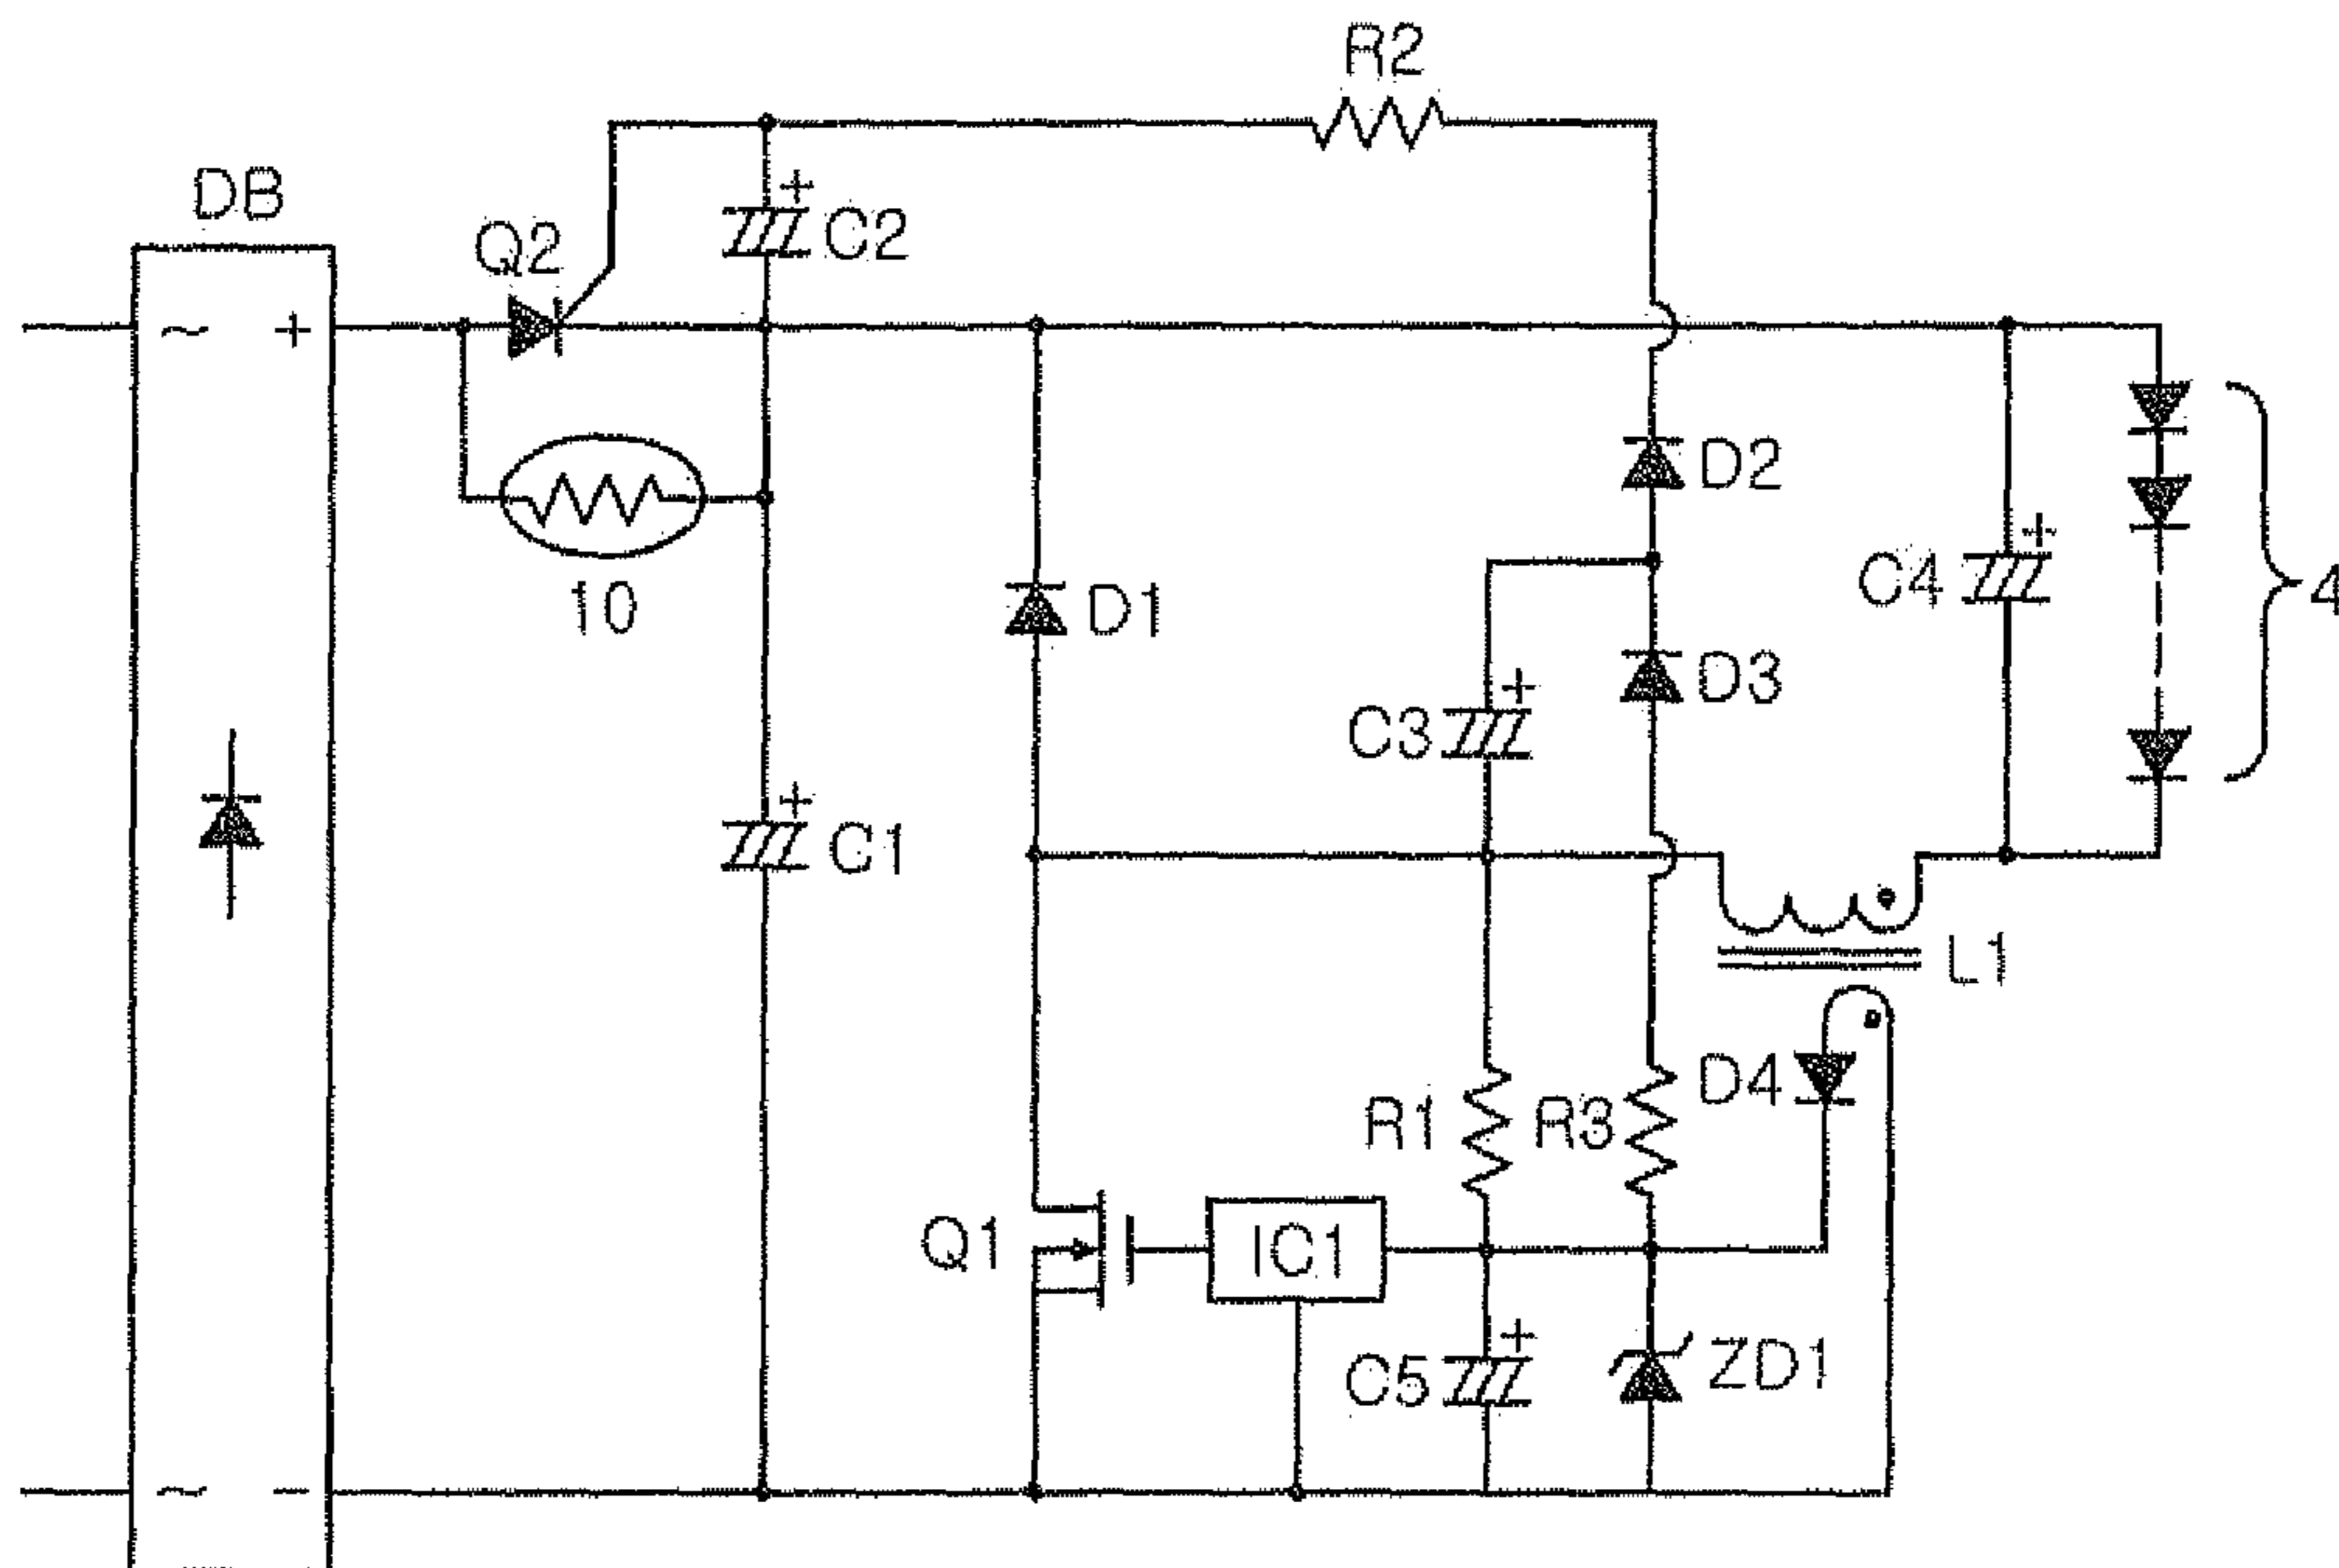 R2
DB
Q2
+
C2
~ +
D2
10
D1
+
C4
4
D3
+
C3
+
C1
L1
D4
R1
R3
Q1
IC1
+
C5
ZD1
~ −